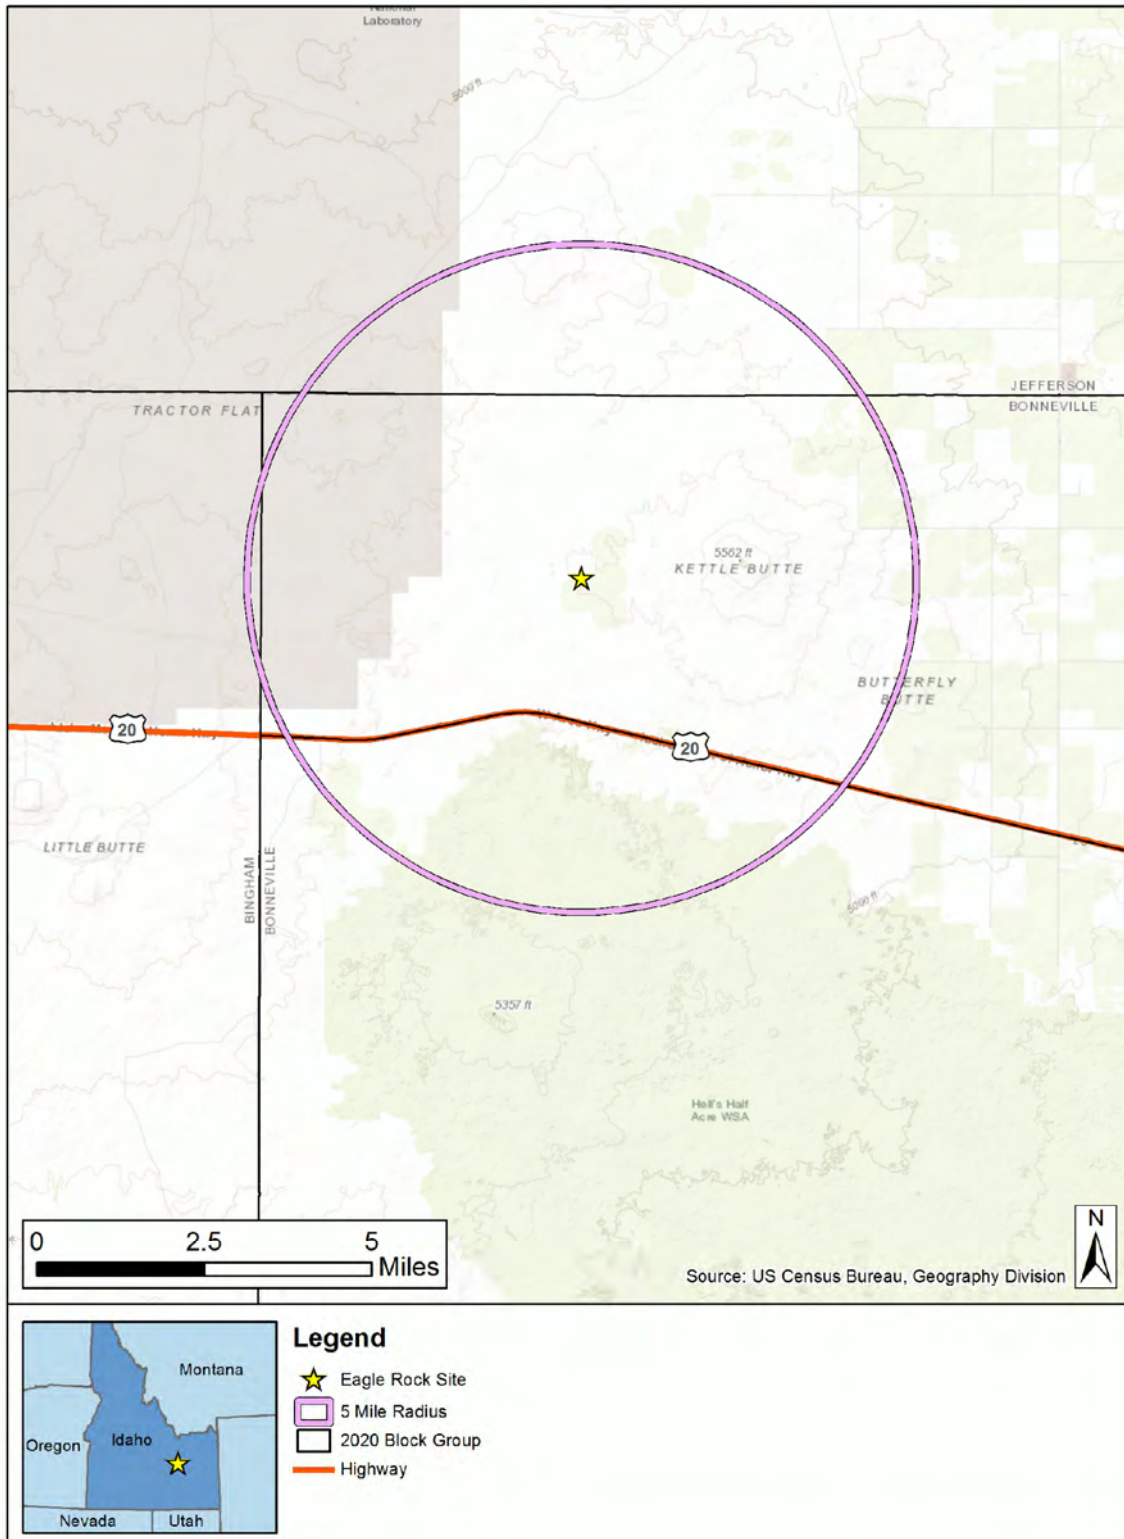 National
Laboratory
5000 ft
JEFFERSON
BONNEVILLE
TRACTOR FLAT
5562 ft
KETTLE BUTTE
BUTTERFLY
BUTTE
20
20
LITTLE BUTTE
BINGHAM
BONNEVILLE
5000 ft
5357 ft
Hell's Half
Acre WSA
0 2.5 5
Miles
N
Source: US Census Bureau, Geography Division
Montana
Oregon
Idaho
Nevada
Utah
Legend
Eagle Rock Site
5 Mile Radius
2020 Block Group
Highway